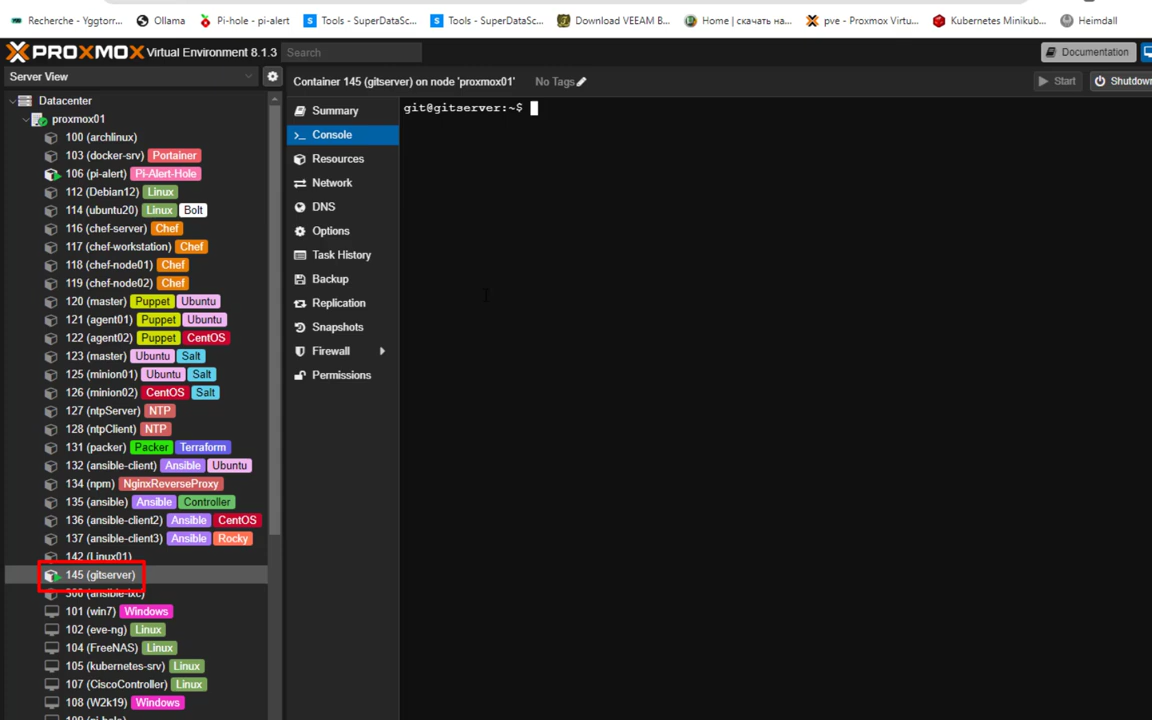 Recherche - Yggtorr...
Ollama
Pi-hole - pi-alert
Tools - SuperDataSc...
Tools - SuperDataSc...
Download VEEAM B...
Home | скачать на...
pve - Proxmox Virtu...
Kubernetes Minikub...
Heimdall
PROXMOX Virtual Environment 8.1.3
Search
Documentation
Server View
Container 145 (gitserver) on node 'proxmox01'
No Tags
Start
Shutdown
Datacenter
proxmox01
100 (archlinux)
103 (docker-srv) Portainer
106 (pi-alert) Pi-Alert-Hole
112 (Debian12) Linux
114 (ubuntu20) Linux Bolt
116 (chef-server) Chef
117 (chef-workstation) Chef
118 (chef-node01) Chef
119 (chef-node02) Chef
120 (master) Puppet Ubuntu
121 (agent01) Puppet Ubuntu
122 (agent02) Puppet CentOS
123 (master) Ubuntu Salt
125 (minion01) Ubuntu Salt
126 (minion02) CentOS Salt
127 (ntpServer) NTP
128 (ntpClient) NTP
131 (packer) Packer Terraform
132 (ansible-client) Ansible Ubuntu
134 (npm) NginxReverseProxy
135 (ansible) Ansible Controller
136 (ansible-client2) Ansible CentOS
137 (ansible-client3) Ansible Rocky
142 (Linux01)
145 (gitserver)
300 (ansible-lxc)
101 (win7) Windows
102 (eve-ng) Linux
104 (FreeNAS) Linux
105 (kubernetes-srv) Linux
107 (CiscoController) Linux
108 (W2k19) Windows
Summary
>_ Console
Resources
Network
DNS
Options
Task History
Backup
Replication
Snapshots
Firewall
Permissions
git@gitserver:~$